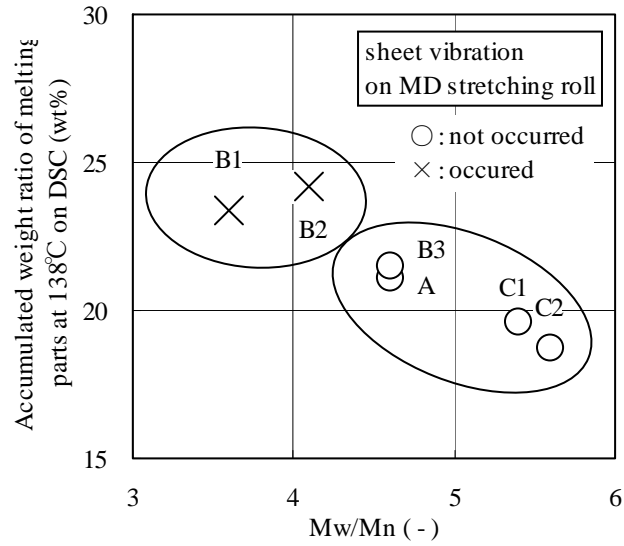 Accumulated weight ratio of melting
parts at 138℃ on DSC (wt%)
30
25
20
15
sheet vibration
on MD stretching roll
○ : not occurred
× : occured
B1
B2
B3
A
C1
C2
3
4
5
6
Mw/Mn ( - )